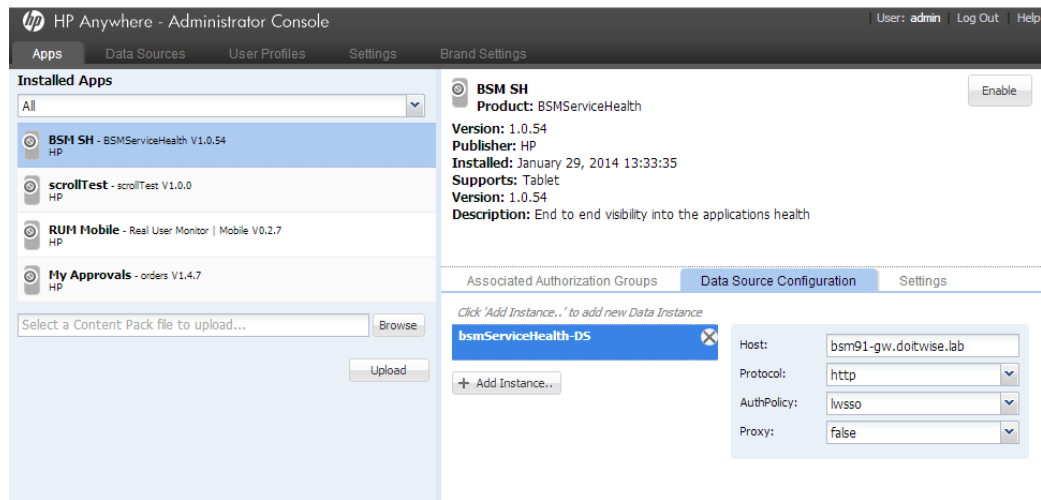 HP Anywhere - Administrator Console
User: admin Log Out Help
Apps Data Sources User Profiles Settings Brand Settings
Installed Apps
All
BSM SH - BSMServiceHealth V1.0.54
HP
scrollTest - scrollTest V1.0.0
HP
RUM Mobile - Real User Monitor | Mobile V0.2.7
HP
My Approvals - orders V1.4.7
HP
Select a Content Pack file to upload... Browse
Upload
BSM SH
Enable
Product: BSMServiceHealth
Version: 1.0.54
Publisher: HP
Installed: January 29, 2014 13:33:35
Supports: Tablet
Version: 1.0.54
Description: End to end visibility into the applications health
Associated Authorization Groups Data Source Configuration Settings
Click 'Add Instance..' to add new Data Instance
bsmServiceHealth-DS
+ Add Instance..
Host: bsm91-gw.doitwise.lab
Protocol: http
AuthPolicy: lwsso
Proxy: false